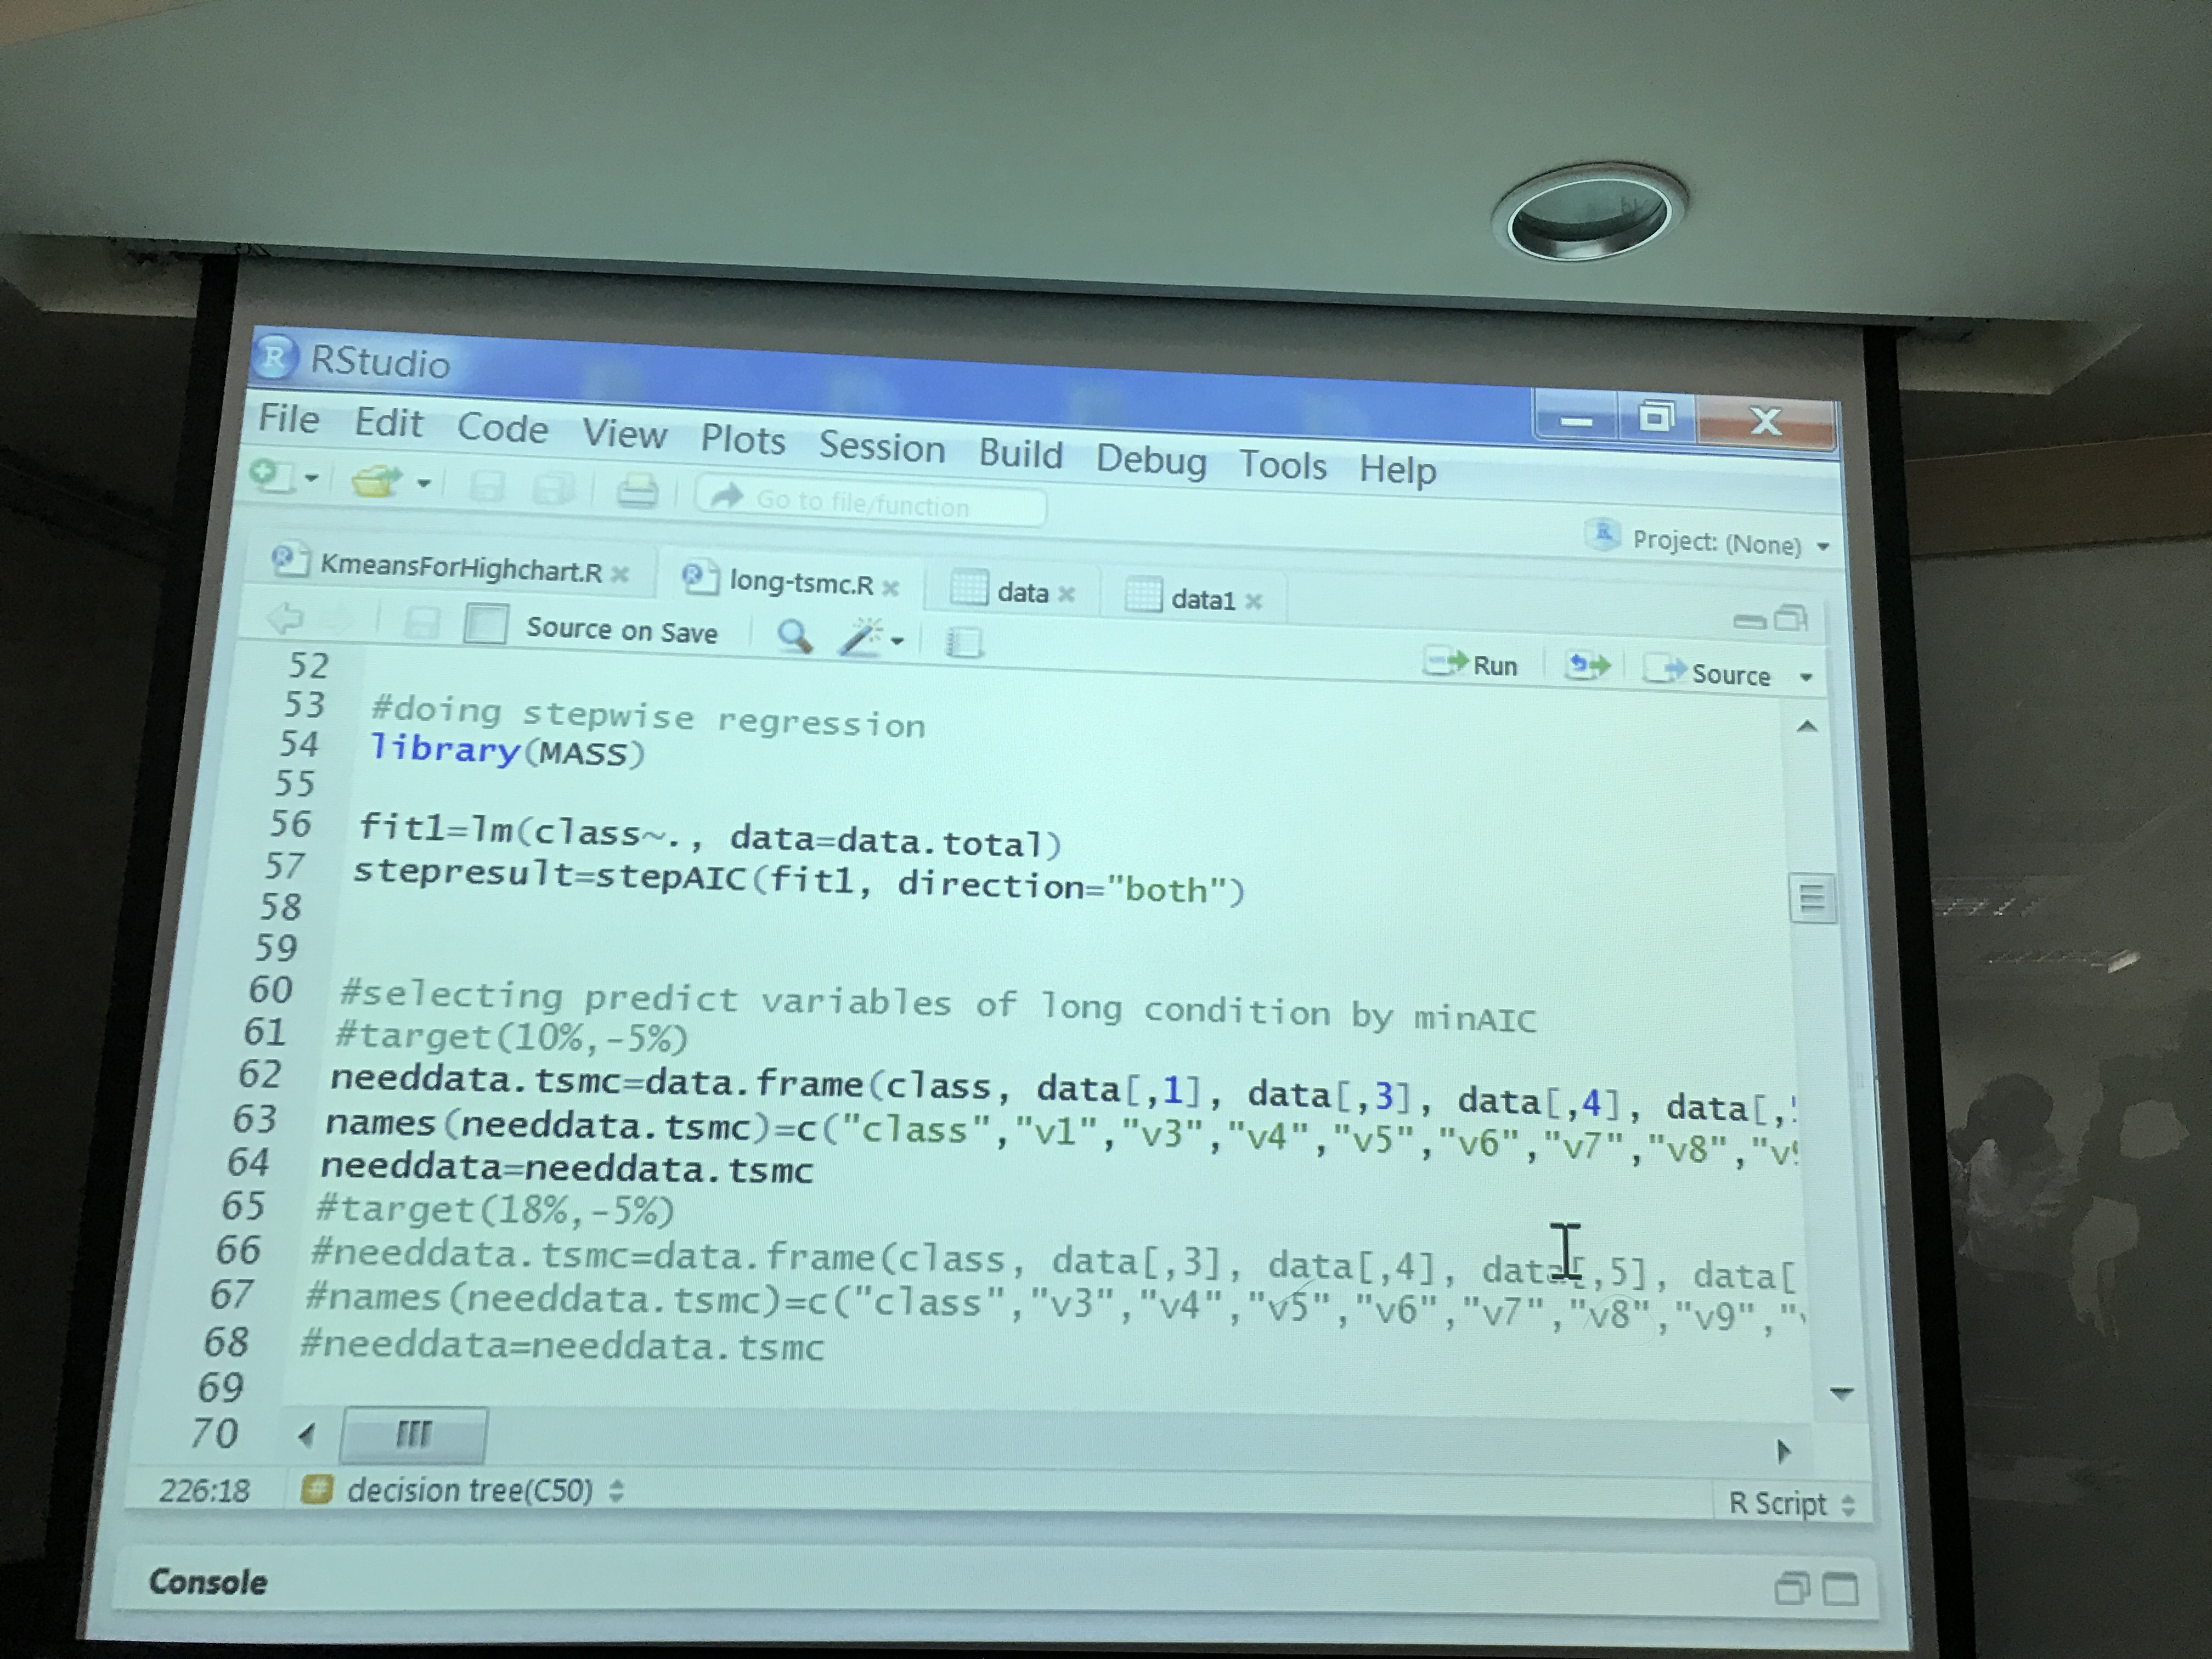 RStudio
File Edit Code View Plots Session Build Debug Tools Help
Go to file/function
Project: (None)
KmeansForHighchart.R long-tsmc.R data data1
Source on Save Run Source
52
53 #doing stepwise regression
54 library(MASS)
55
56 fit1=lm(class~., data=data.total)
57 stepresult=stepAIC(fit1, direction="both")
58
59
60 #selecting predict variables of long condition by minAIC
61 #target(10%,-5%)
62 needdata.tsmc=data.frame(class, data[,1], data[,3], data[,4], data[,
63 names(needdata.tsmc)=c("class","v1","v3","v4","v5","v6","v7","v8","v
64 needdata=needdata.tsmc
65 #target(18%,-5%)
66 #needdata.tsmc=data.frame(class, data[,3], data[,4], data[,5], data[
67 #names(needdata.tsmc)=c("class","v3","v4","v5","v6","v7","v8","v9","
68 #needdata=needdata.tsmc
69
70
226:18 # decision tree(C50) R Script
Console